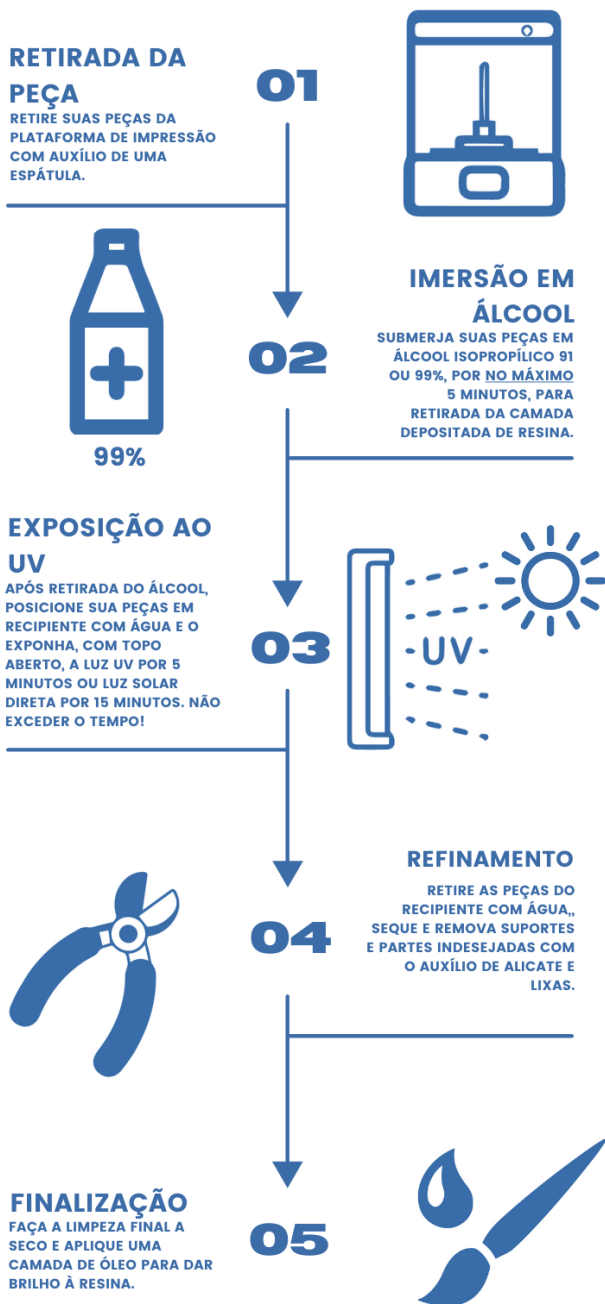 RETIRADA DA
PEÇA
RETIRE SUAS PEÇAS DA
PLATAFORMA DE IMPRESSÃO
COM AUXÍLIO DE UMA
ESPÁTULA.
01
99%
02
IMERSÃO EM
ÁLCOOL
SUBMERJA SUAS PEÇAS EM
ÁLCOOL ISOPROPÍLICO 91
OU 99%, POR NO MÁXIMO
5 MINUTOS, PARA
RETIRADA DA CAMADA
DEPOSITADA DE RESINA.
EXPOSIÇÃO AO
UV
APÓS RETIRADA DO ÁLCOOL,
POSICIONE SUA PEÇAS EM
RECIPIENTE COM ÁGUA E O
EXPONHA, COM TOPO
ABERTO, A LUZ UV POR 5
MINUTOS OU LUZ SOLAR
DIRETA POR 15 MINUTOS. NÃO
EXCEDER O TEMPO!
03
UV
04
REFINAMENTO
RETIRE AS PEÇAS DO
RECIPIENTE COM ÁGUA,,
SEQUE E REMOVA SUPORTES
E PARTES INDESEJADAS COM
O AUXÍLIO DE ALICATE E
LIXAS.
FINALIZAÇÃO
FAÇA A LIMPEZA FINAL A
SECO E APLIQUE UMA
CAMADA DE ÓLEO PARA DAR
BRILHO À RESINA.
05